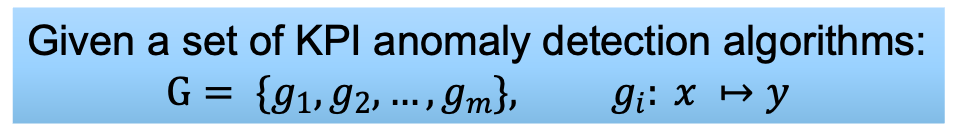 Given a set of KPI anomaly detection algorithms:
G = {g₁, g₂, ..., gₘ}, gᵢ: x ↦ y